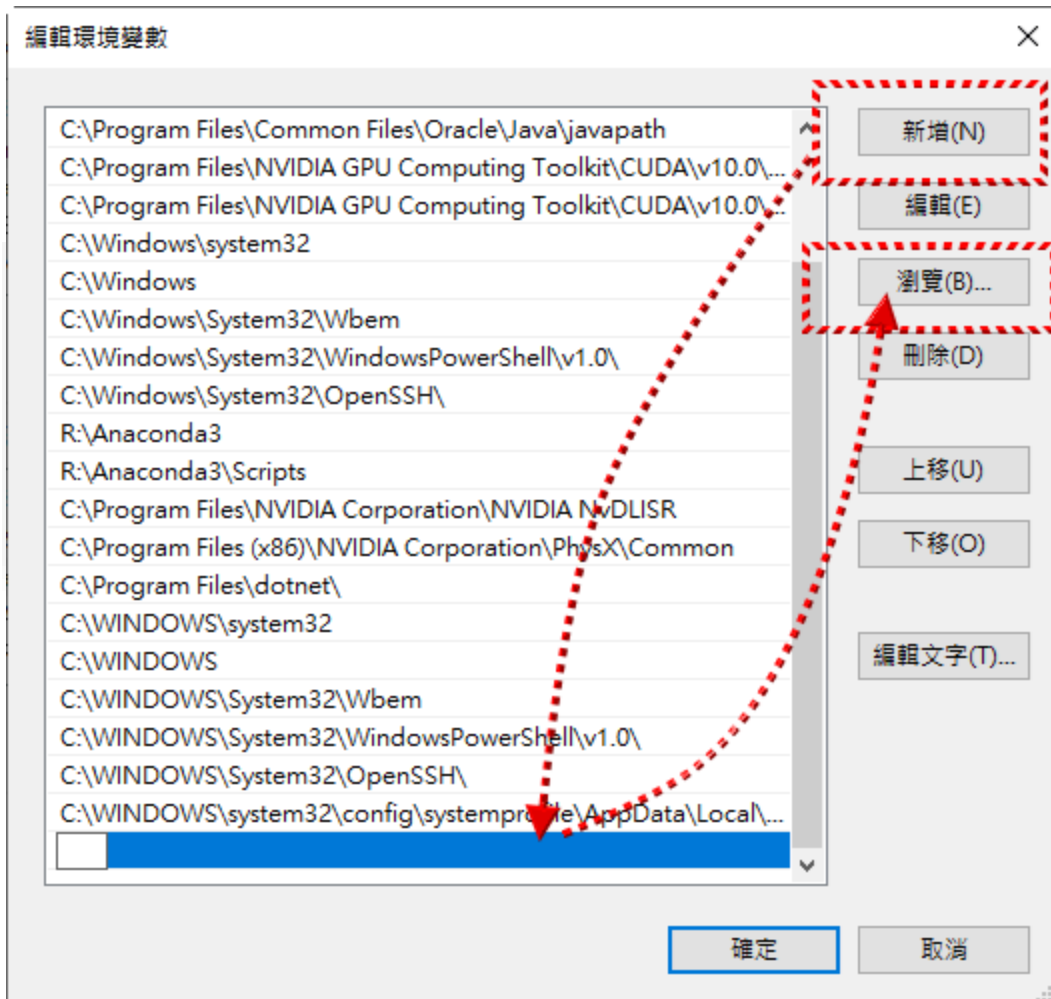 編輯環境變數
C:\Program Files\Common Files\Oracle\Java\javapath
C:\Program Files\NVIDIA GPU Computing Toolkit\CUDA\v10.0\...
C:\Program Files\NVIDIA GPU Computing Toolkit\CUDA\v10.0\...
C:\Windows\system32
C:\Windows
C:\Windows\System32\Wbem
C:\Windows\System32\WindowsPowerShell\v1.0\
C:\Windows\System32\OpenSSH\
R:\Anaconda3
R:\Anaconda3\Scripts
C:\Program Files\NVIDIA Corporation\NVIDIA NvDLISR
C:\Program Files (x86)\NVIDIA Corporation\PhysX\Common
C:\Program Files\dotnet\
C:\WINDOWS\system32
C:\WINDOWS
C:\WINDOWS\System32\Wbem
C:\WINDOWS\System32\WindowsPowerShell\v1.0\
C:\WINDOWS\System32\OpenSSH\
C:\WINDOWS\system32\config\systemprofile\AppData\Local\...
新增(N)
編輯(E)
瀏覽(B)...
刪除(D)
上移(U)
下移(O)
編輯文字(T)...
確定
取消